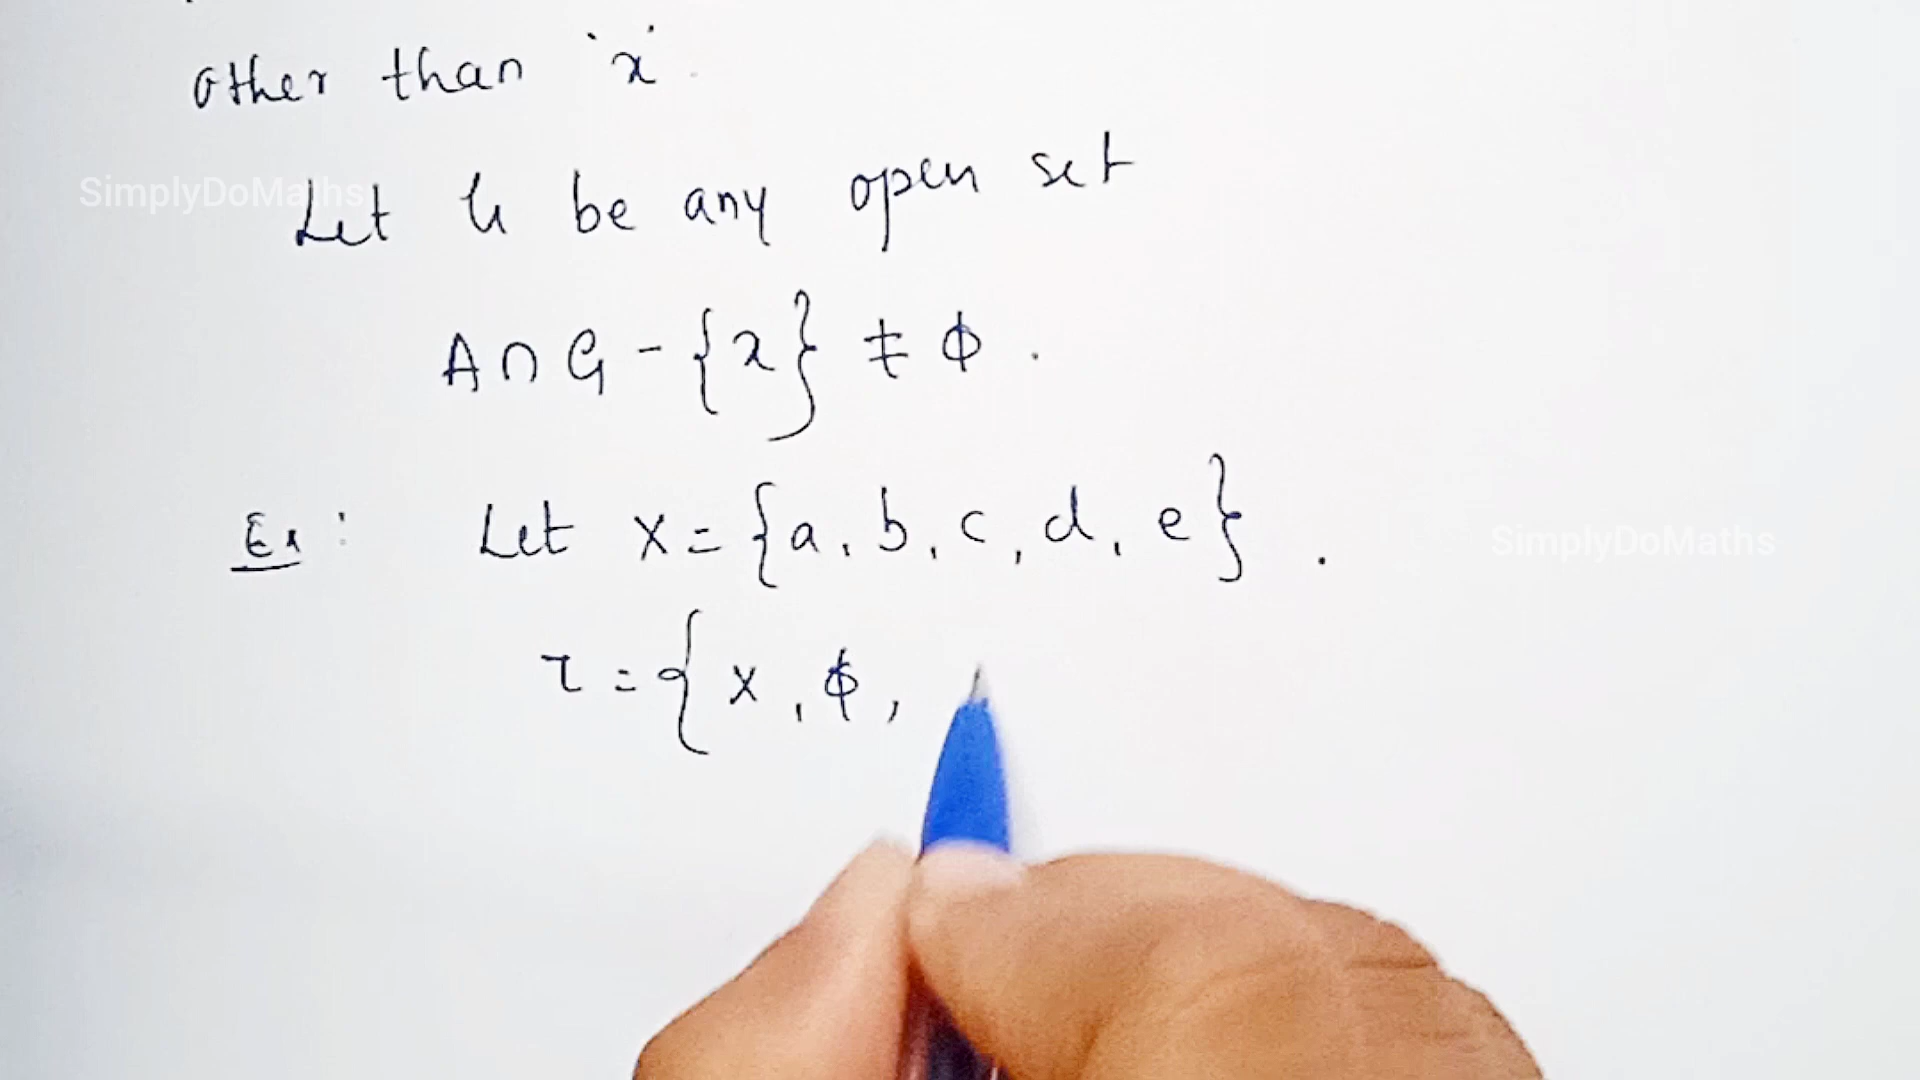 other than 'x'.
SimplyDoMaths
Let G be any open set
A∩G - {x} ≠ ϕ .
Ex : Let X = {a, b, c, d, e} .
SimplyDoMaths
τ = { X , ϕ ,